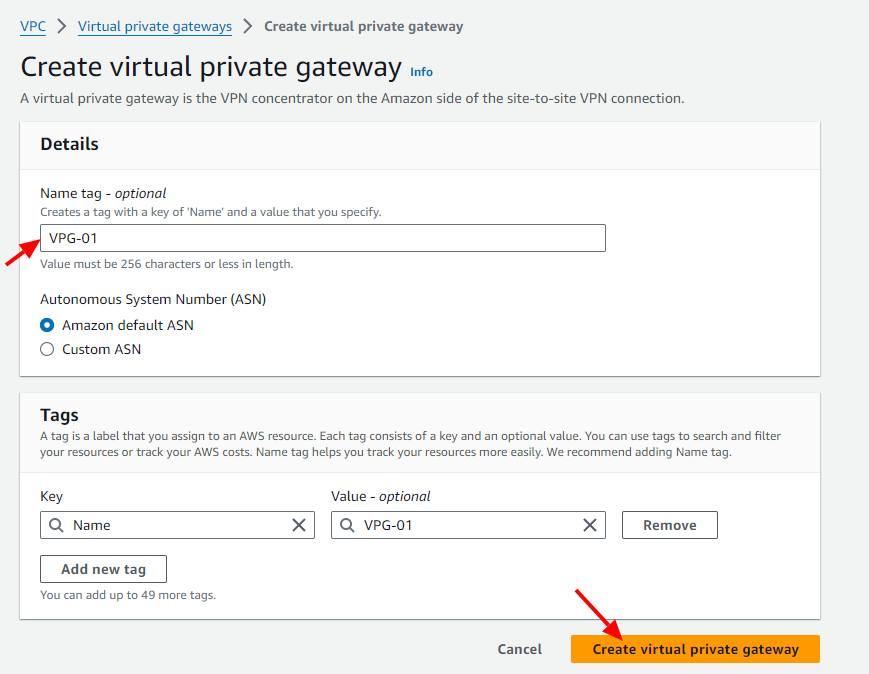 VPC > Virtual private gateways > Create virtual private gateway
Create virtual private gateway Info
A virtual private gateway is the VPN concentrator on the Amazon side of the site-to-site VPN connection.
Details
Name tag - optional
Creates a tag with a key of 'Name' and a value that you specify.
VPG-01
Value must be 256 characters or less in length.
Autonomous System Number (ASN)
Amazon default ASN
Custom ASN
Tags
A tag is a label that you assign to an AWS resource. Each tag consists of a key and an optional value. You can use tags to search and filter
your resources or track your AWS costs. Name tag helps you track your resources more easily. We recommend adding Name tag.
Key Value - optional
Name VPG-01 Remove
Add new tag
You can add up to 49 more tags.
Cancel Create virtual private gateway